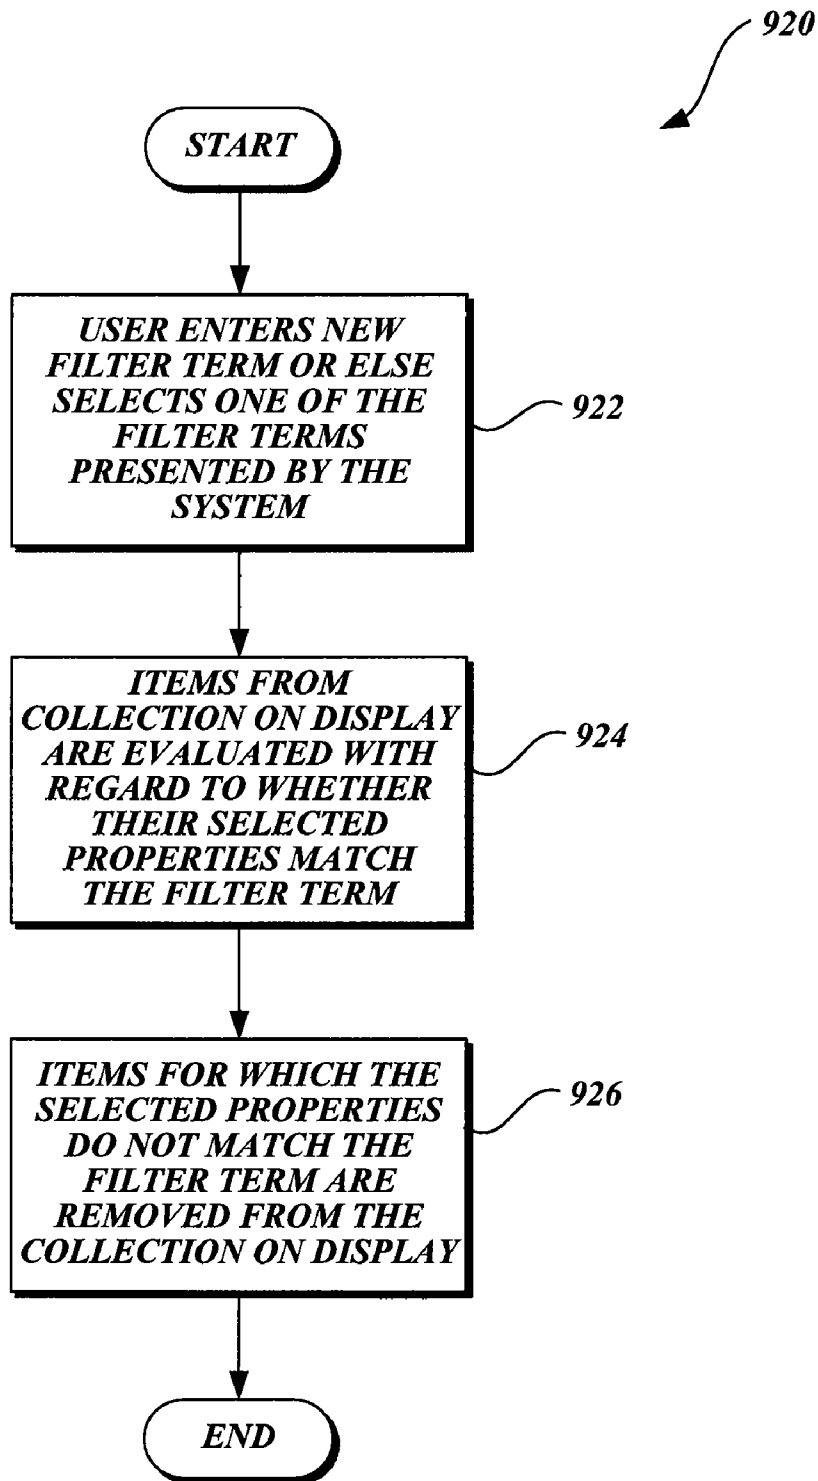 920
START
USER ENTERS NEW
FILTER TERM OR ELSE
SELECTS ONE OF THE
FILTER TERMS
PRESENTED BY THE
SYSTEM
922
ITEMS FROM
COLLECTION ON DISPLAY
ARE EVALUATED WITH
REGARD TO WHETHER
THEIR SELECTED
PROPERTIES MATCH
THE FILTER TERM
924
ITEMS FOR WHICH THE
SELECTED PROPERTIES
DO NOT MATCH THE
FILTER TERM ARE
REMOVED FROM THE
COLLECTION ON DISPLAY
926
END